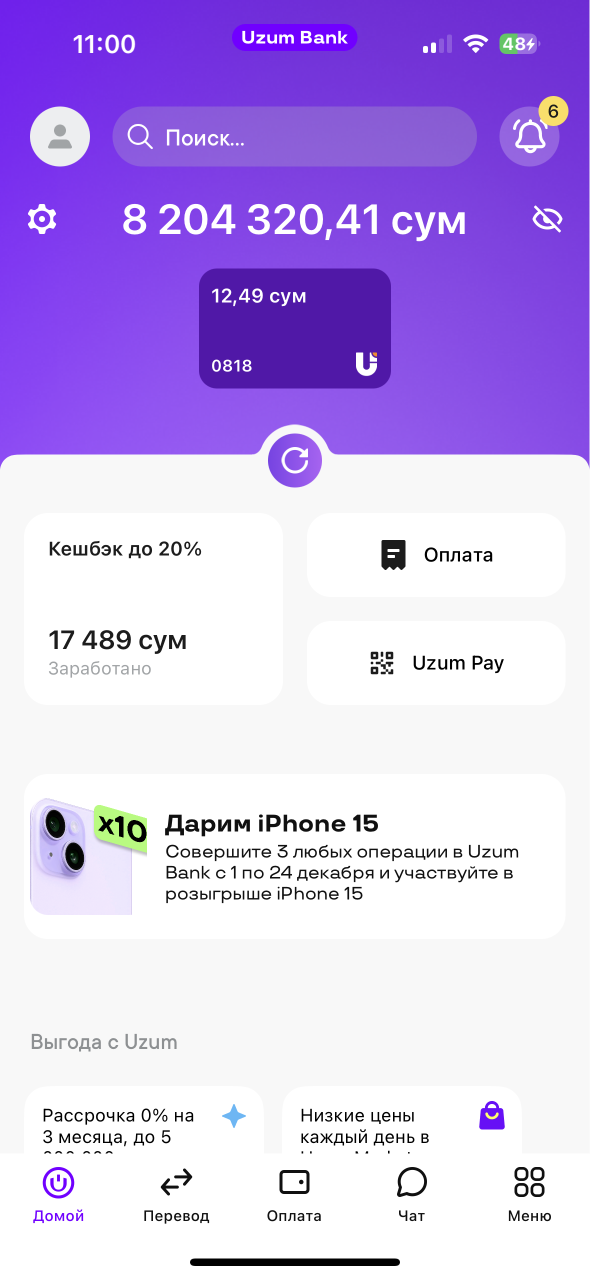 11:00
Uzum Bank
48
6
Поиск...
8 204 320,41 сум
12,49 сум
0818
Кешбэк до 20%
17 489 сум
Заработано
Оплата
Uzum Pay
x10
Дарим iPhone 15
Совершите 3 любых операции в Uzum
Bank с 1 по 24 декабря и участвуйте в
розыгрыше iPhone 15
Выгода с Uzum
Рассрочка 0% на
3 месяца, до 5
Низкие цены
каждый день в
Домой
Перевод
Оплата
Чат
Меню